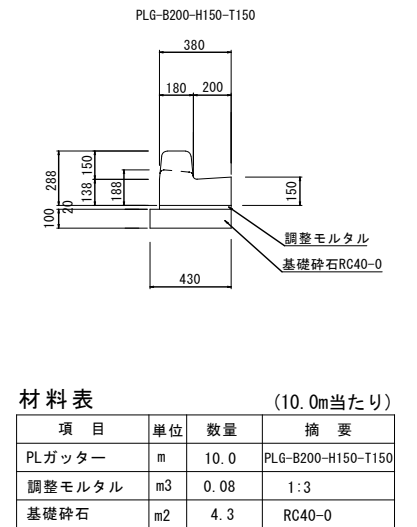 PLG-B200-H150-T150
380
180 200
288
138 150
188
150
100
20
調整モルタル
基礎砕石RC40-0
430
材料表 (10.0m当たり)
項 目 単位 数量 摘 要
PLガッター m 10.0 PLG-B200-H150-T150
調整モルタル m3 0.08 1:3
基礎砕石 m2 4.3 RC40-0